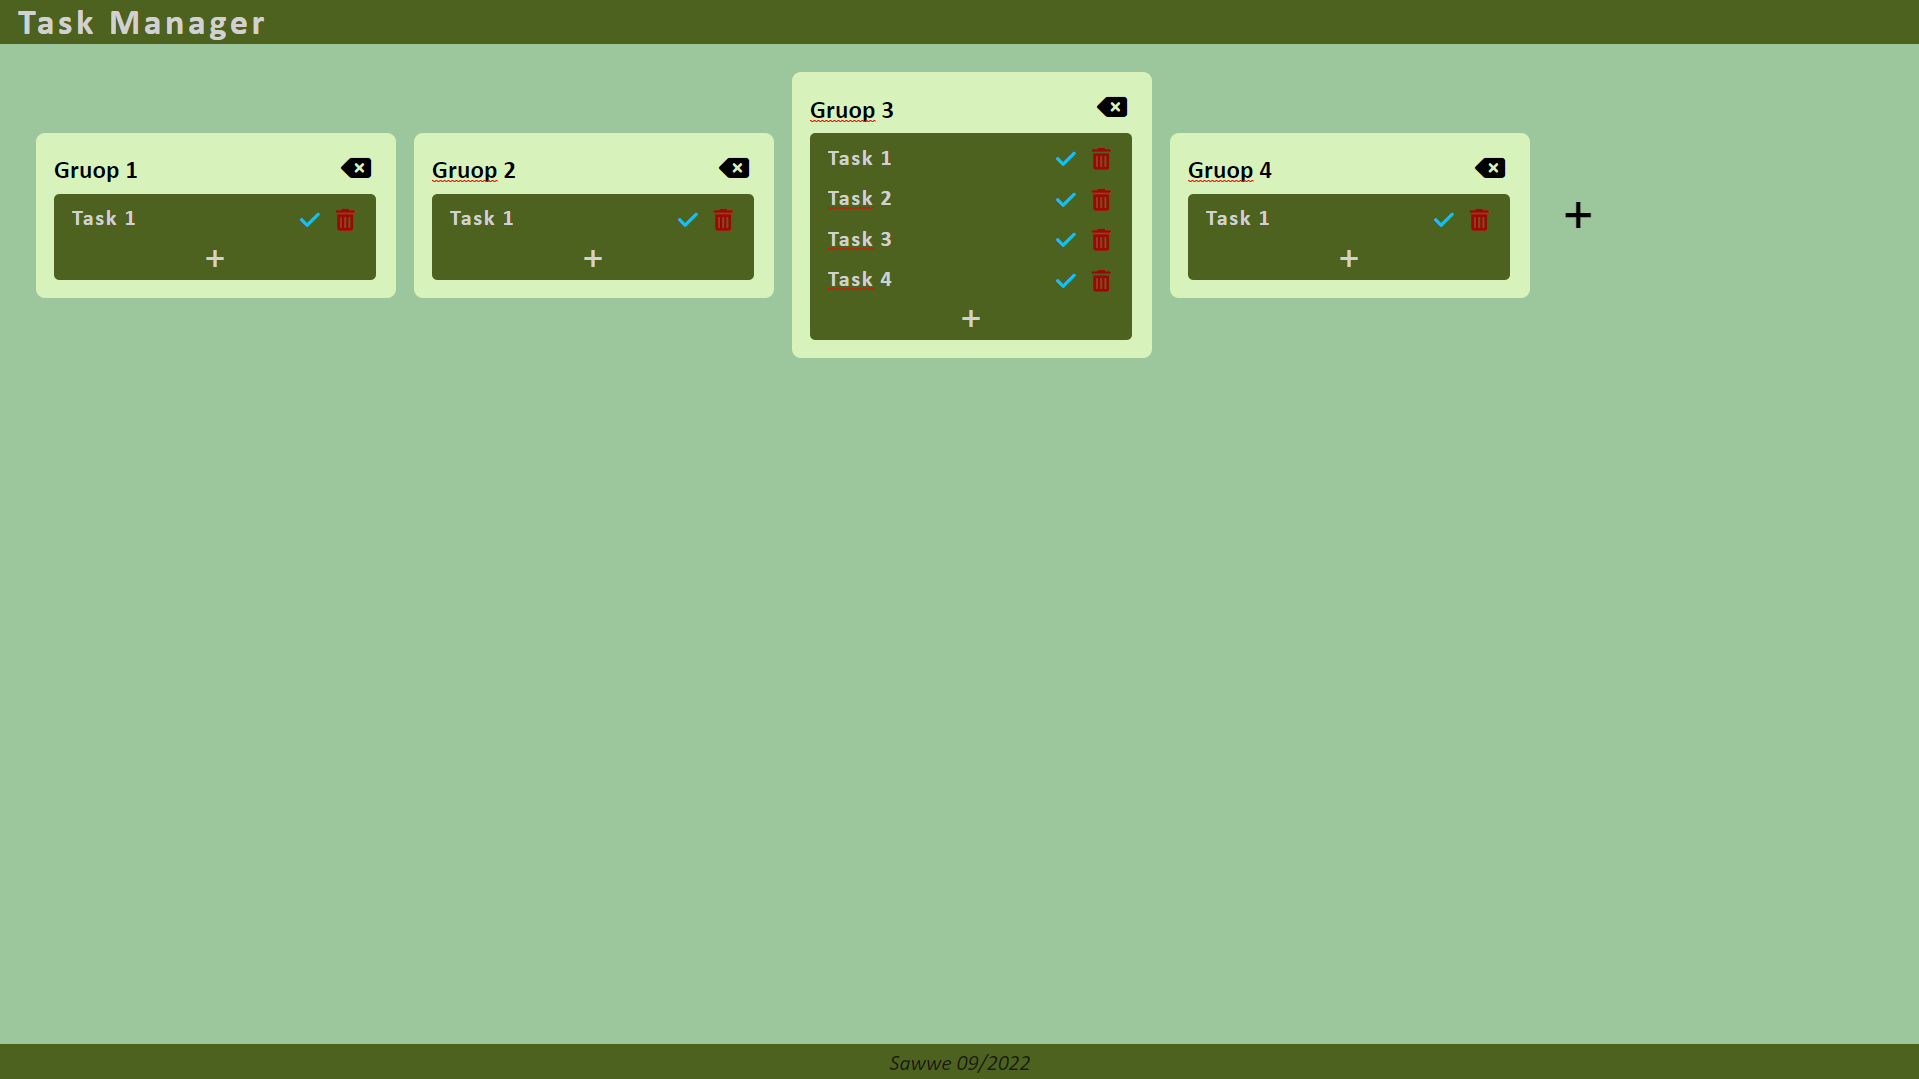 Task Manager
Gruop 1
Task 1
+
Gruop 2
Task 1
+
Gruop 3
Task 1
Task 2
Task 3
Task 4
+
Gruop 4
Task 1
+
+
Sawwe 09/2022